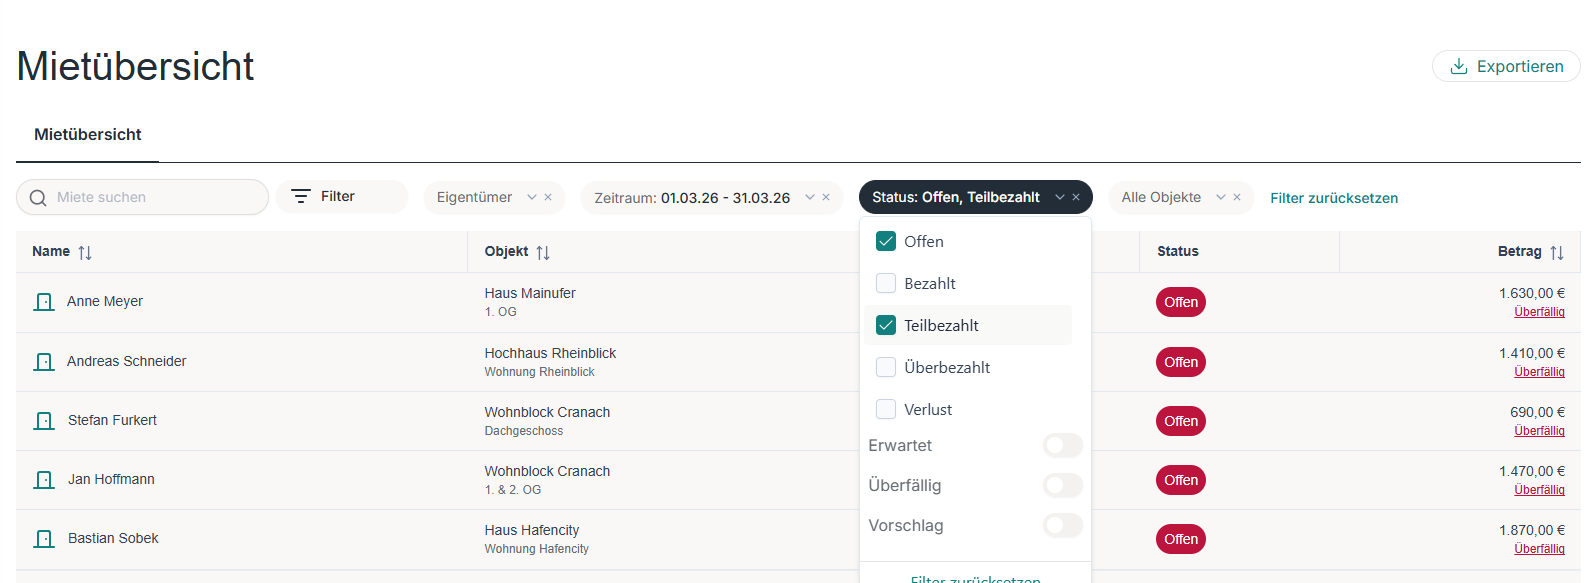 Mietübersicht
Exportieren
Mietübersicht
Miete suchen
Filter
Eigentümer
Zeitraum: 01.03.26 - 31.03.26
Status: Offen, Teilbezahlt
Alle Objekte
Filter zurücksetzen
Name
Objekt
Status
Betrag
Offen
Bezahlt
Teilbezahlt
Überbezahlt
Verlust
Erwartet
Überfällig
Vorschlag
Filter zurücksetzen
Anne Meyer
Haus Mainufer
1. OG
Offen
1.630,00 €
Überfällig
Andreas Schneider
Hochhaus Rheinblick
Wohnung Rheinblick
Offen
1.410,00 €
Überfällig
Stefan Furkert
Wohnblock Cranach
Dachgeschoss
Offen
690,00 €
Überfällig
Jan Hoffmann
Wohnblock Cranach
1. & 2. OG
Offen
1.470,00 €
Überfällig
Bastian Sobek
Haus Hafencity
Wohnung Hafencity
Offen
1.870,00 €
Überfällig